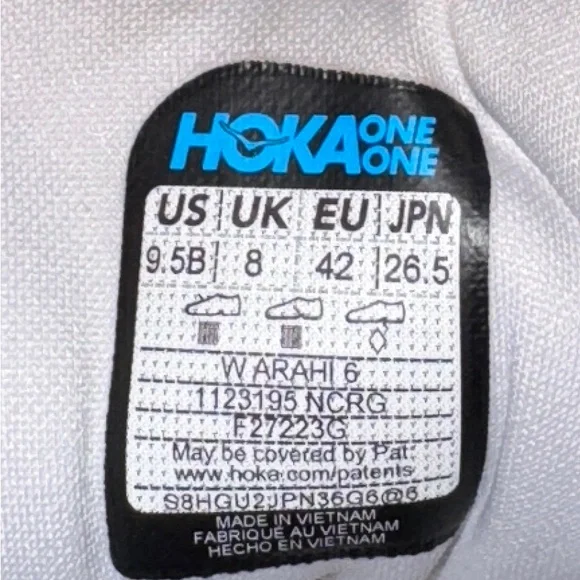 HOKA ONE ONE
US UK EU JPN
9.5B 8 42 26.5
W ARAHI 6
1123195 NCRG
F27223G
May be covered by Pat.
www.hoka.com/patents
S8HGU2JPN36G6@6
MADE IN VIETNAM
FABRIQUÉ AU VIETNAM
HECHO EN VIETNAM